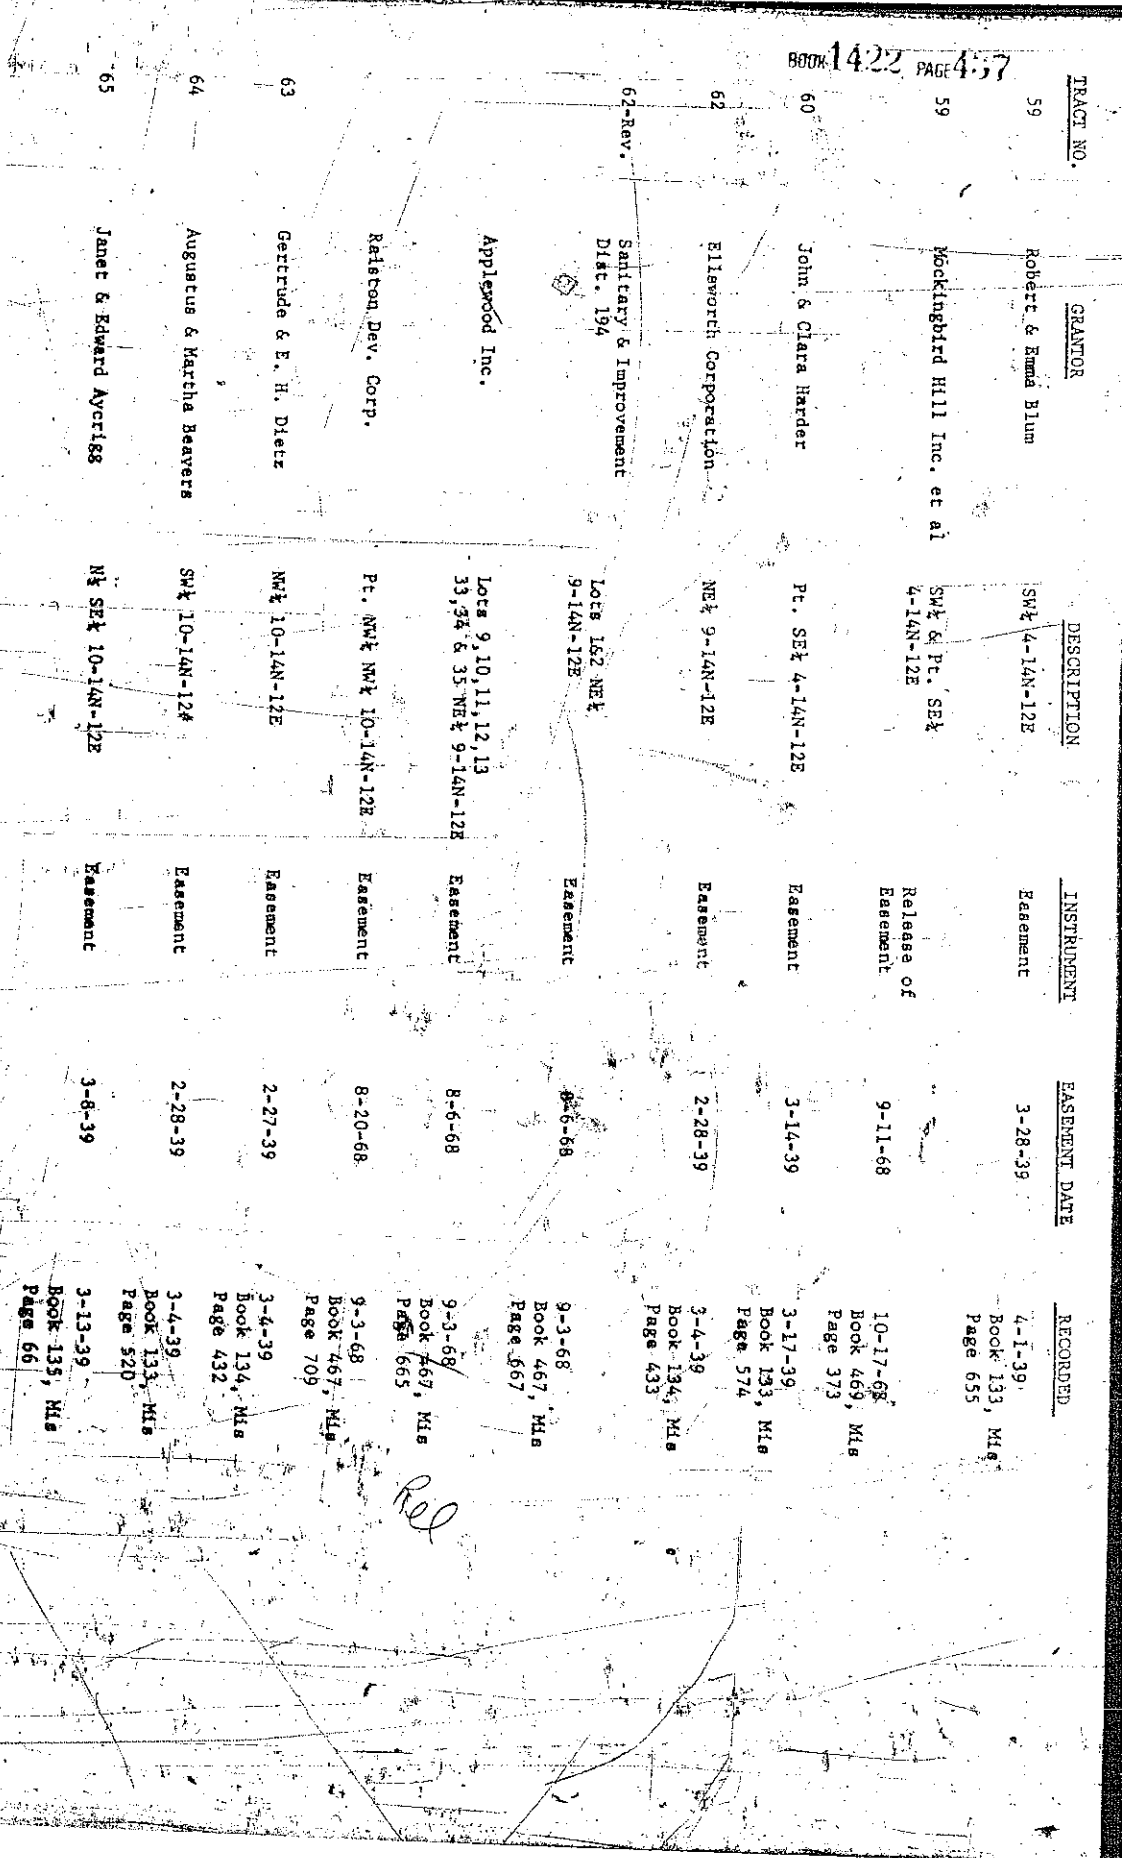 BOOK 1422 PAGE 457
TRACT NO. GRANTOR DESCRIPTION INSTRUMENT EASEMENT DATE RECORDED
59 Robert & Emma Blum SW¼ 4-14N-12E Easement 3-28-39 4-1-39
Book 133, Mis
Page 655
59 Mockingbird Hill Inc. et al SW¼ & Pt. SE¼ Release of
4-14N-12E Easement 9-11-68 10-17-68
Book 469, Mis
Page 373
60 John & Clara Harder Pt. SE¼ 4-14N-12E Easement 3-14-39 3-17-39
Book 133, Mis
Page 574
62 Ellsworth Corporation NE¼ 9-14N-12E Easement 2-28-39 3-4-39
Book 134, Mis
Page 433
62-Rev. Sanitary & Improvement
Dist. 194 Lots 1&2 NE¼
9-14N-12E Easement 8-6-68 9-3-68
Book 467, Mis
Page 667
Applewood Inc. Lots 9,10,11,12,13
33,34 & 35 NE¼ 9-14N-12E Easement 8-6-68 9-3-68
Book 467, Mis
Page 665
Rel
Ralston Dev. Corp. Pt. NW¼ NW¼ 10-14N-12E Easement 8-20-68 9-3-68
Book 467, Mis
Page 709
63 Gertrude & E. H. Dietz NW¼ 10-14N-12E Easement 2-27-39 3-4-39
Book 134, Mis
Page 432
64 Augustus & Martha Beavers SW¼ 10-14N-12# Easement 2-28-39 3-4-39
Book 133, Mis
Page 520
65 Janet & Edward Aycrigg N½ SE¼ 10-14N-12E Easement 3-8-39 3-13-39
Book 135, Mis
Page 66